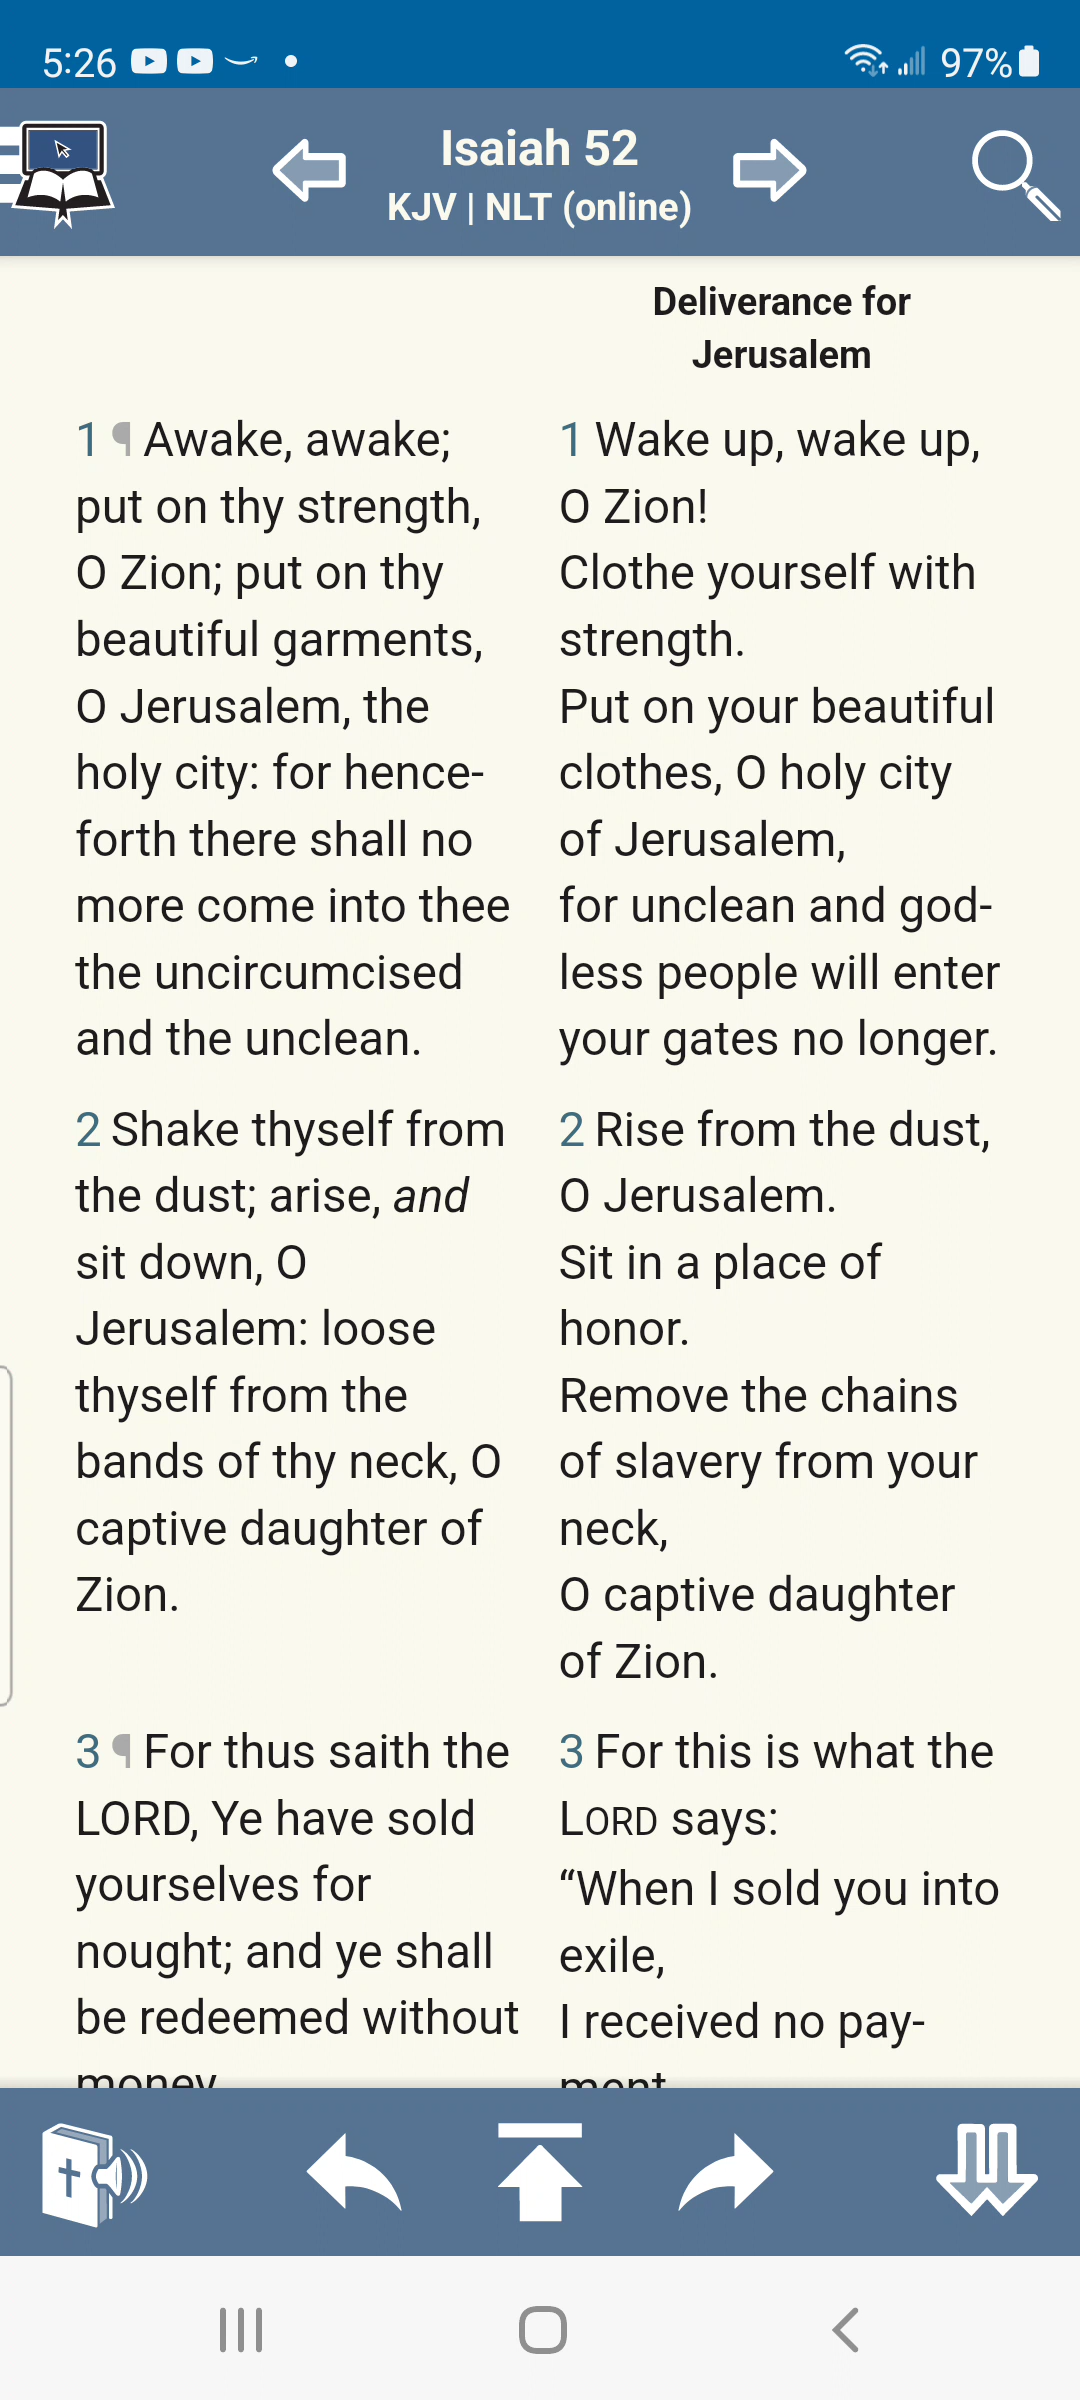 5:26
97%
Isaiah 52
KJV | NLT (online)
Deliverance for
Jerusalem
1 ¶ Awake, awake;
put on thy strength,
O Zion; put on thy
beautiful garments,
O Jerusalem, the
holy city: for hence-
forth there shall no
more come into thee
the uncircumcised
and the unclean.
2 Shake thyself from
the dust; arise, and
sit down, O
Jerusalem: loose
thyself from the
bands of thy neck, O
captive daughter of
Zion.
3 ¶ For thus saith the
LORD, Ye have sold
yourselves for
nought; and ye shall
be redeemed without
money
1 Wake up, wake up,
O Zion!
Clothe yourself with
strength.
Put on your beautiful
clothes, O holy city
of Jerusalem,
for unclean and god-
less people will enter
your gates no longer.
2 Rise from the dust,
O Jerusalem.
Sit in a place of
honor.
Remove the chains
of slavery from your
neck,
O captive daughter
of Zion.
3 For this is what the
LORD says:
“When I sold you into
exile,
I received no pay-
ment